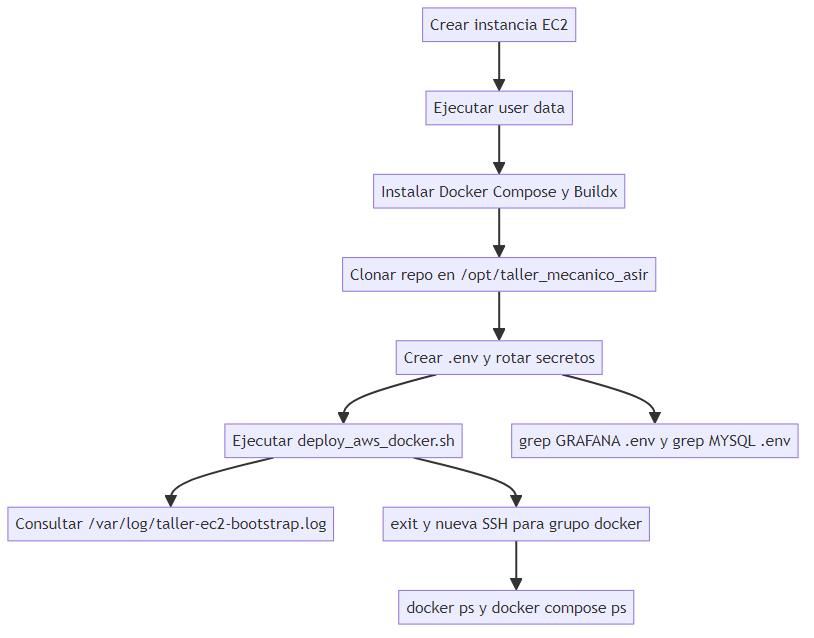 Crear instancia EC2
Ejecutar user data
Instalar Docker Compose y Buildx
Clonar repo en /opt/taller_mecanico_asir
Crear .env y rotar secretos
Ejecutar deploy_aws_docker.sh
grep GRAFANA .env y grep MYSQL .env
Consultar /var/log/taller-ec2-bootstrap.log
exit y nueva SSH para grupo docker
docker ps y docker compose ps